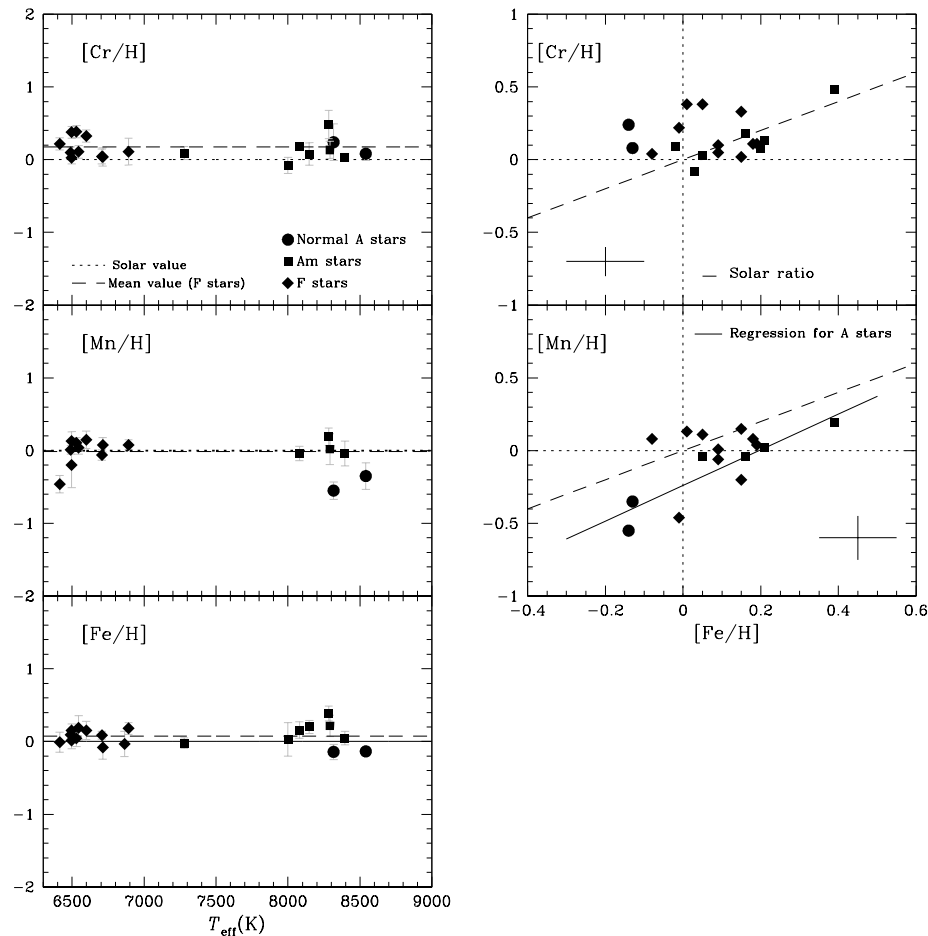 [Cr/H]
2
1
0
−1
−2
Solar value
Mean value (F stars)
Normal A stars
Am stars
F stars
[Mn/H]
1
0
−1
−2
[Fe/H]
1
0
−1
−2
6500 7000 7500 8000 8500 9000
Teff(K)
[Cr/H]
1
0.5
0
−0.5
−1
Solar ratio
[Mn/H]
Regression for A stars
0.5
0
−0.5
−1
−0.4 −0.2 0 0.2 0.4 0.6
[Fe/H]